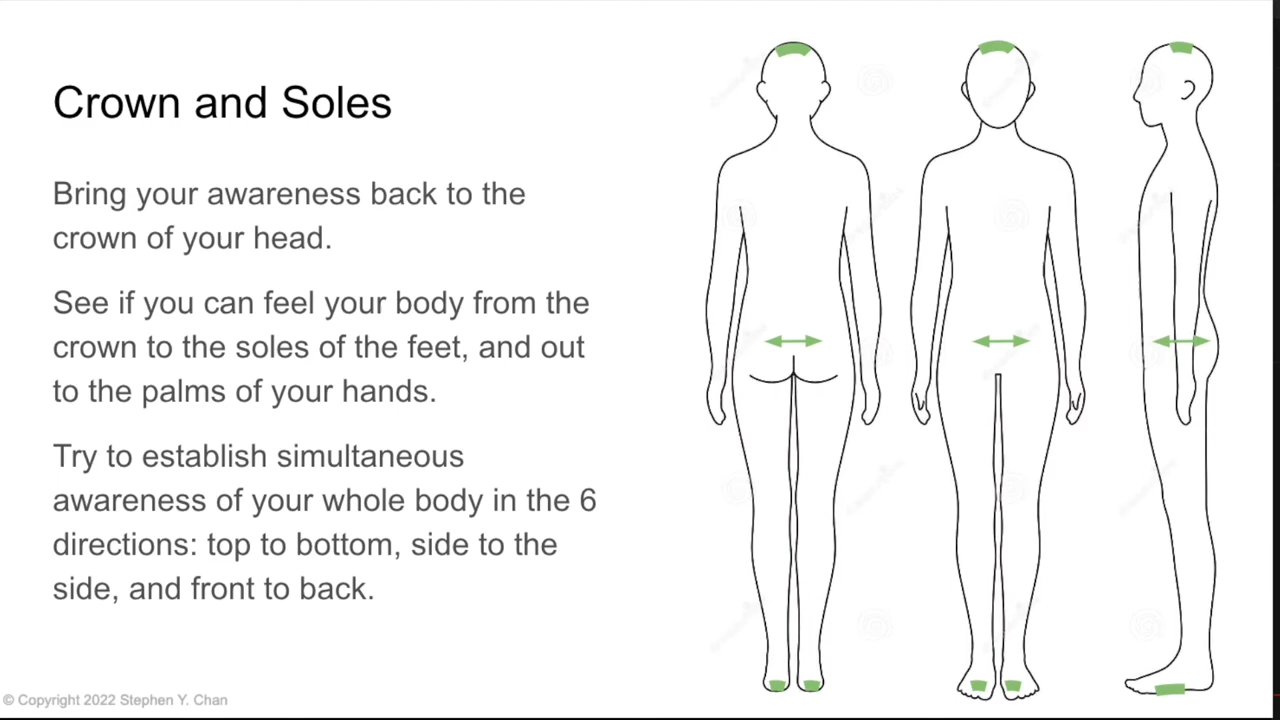 Crown and Soles
Bring your awareness back to the
crown of your head.
See if you can feel your body from the
crown to the soles of the feet, and out
to the palms of your hands.
Try to establish simultaneous
awareness of your whole body in the 6
directions: top to bottom, side to the
side, and front to back.
© Copyright 2022 Stephen Y. Chan